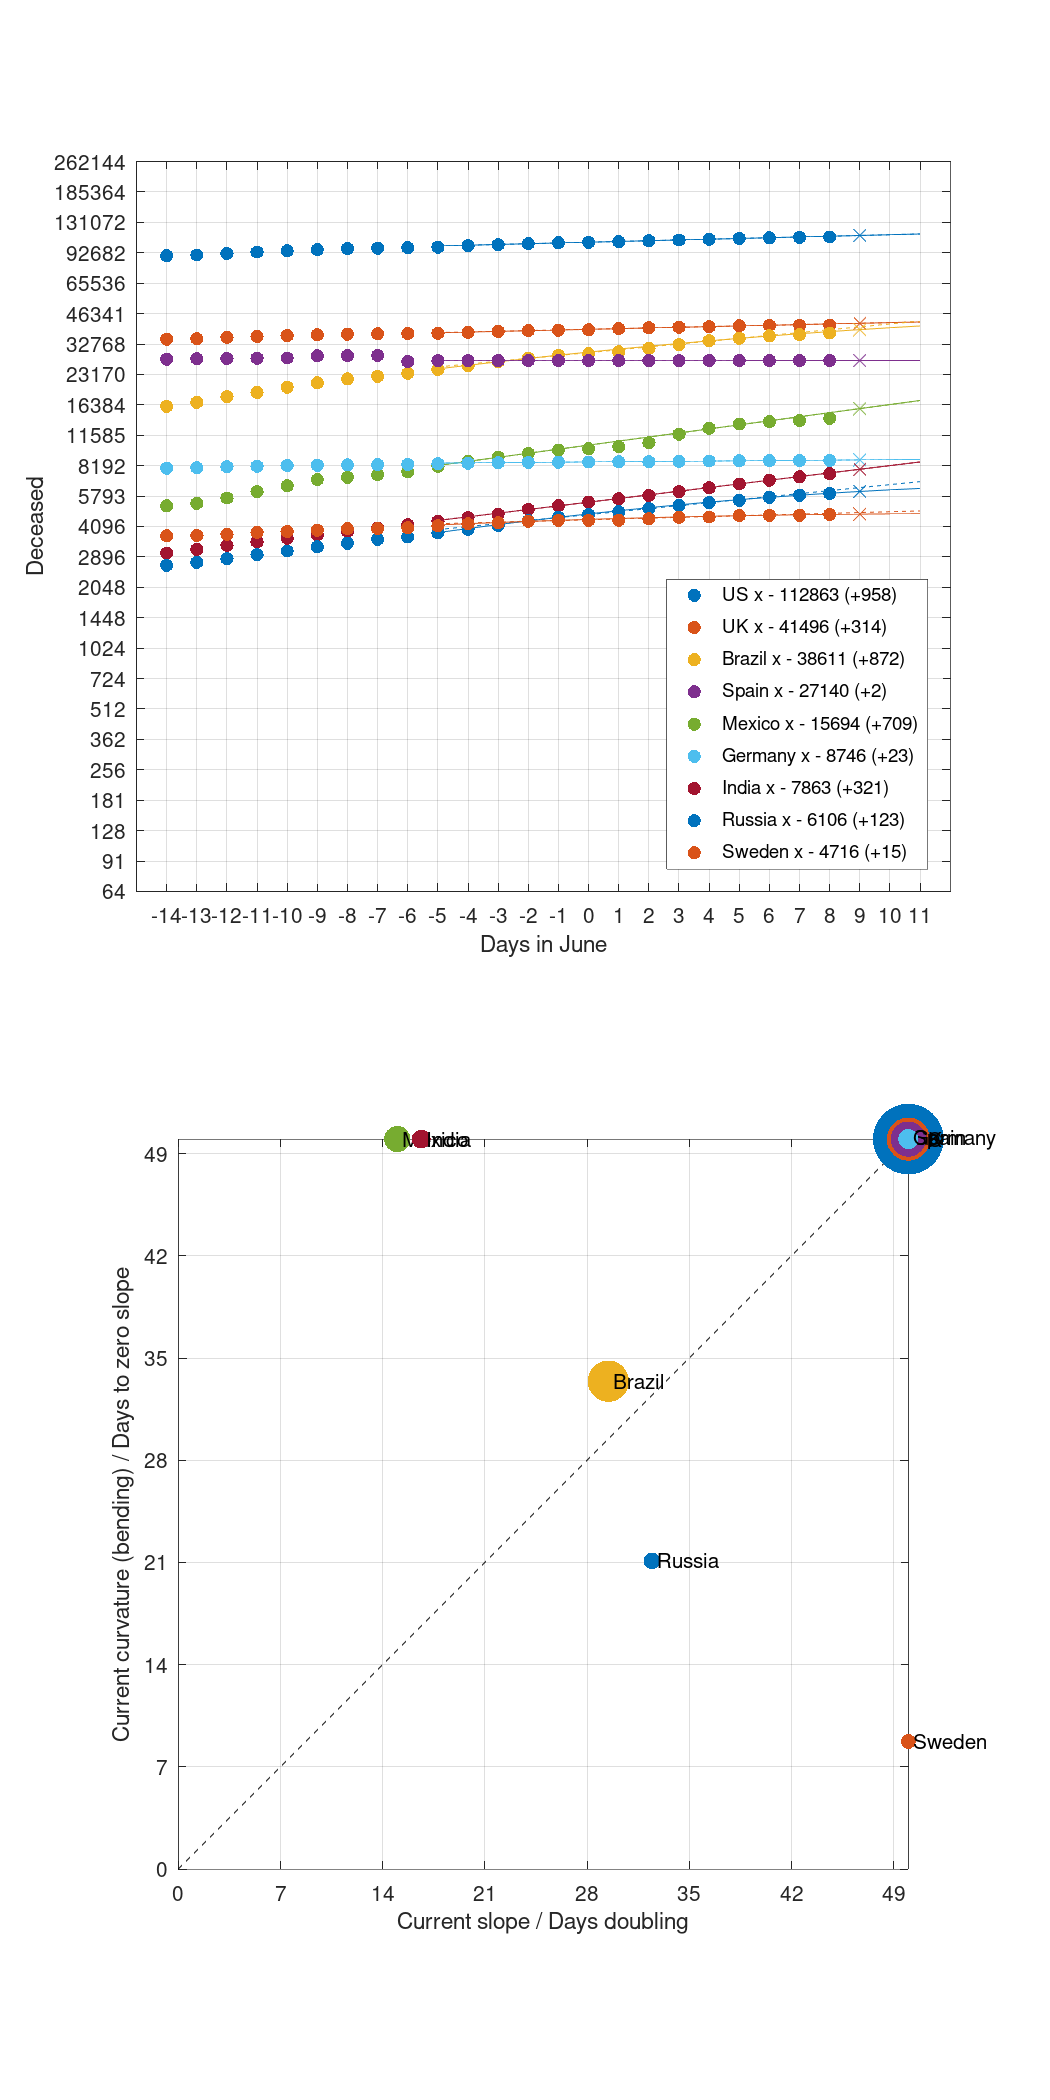 262144
185364
131072
92682
65536
46341
32768
23170
16384
11585
8192
5793
4096
2896
2048
1448
1024
724
512
362
256
181
128
91
64
Deceased
US x - 112863 (+958)
UK x - 41496 (+314)
Brazil x - 38611 (+872)
Spain x - 27140 (+2)
Mexico x - 15694 (+709)
Germany x - 8746 (+23)
India x - 7863 (+321)
Russia x - 6106 (+123)
Sweden x - 4716 (+15)
-14 -13 -12 -11 -10 -9 -8 -7 -6 -5 -4 -3 -2 -1 0 1 2 3 4 5 6 7 8 9 10 11
Days in June
49
42
35
28
21
14
7
0
Current curvature (bending) / Days to zero slope
Mexico
India
Spain
Germany
Brazil
Russia
Sweden
0 7 14 21 28 35 42 49
Current slope / Days doubling